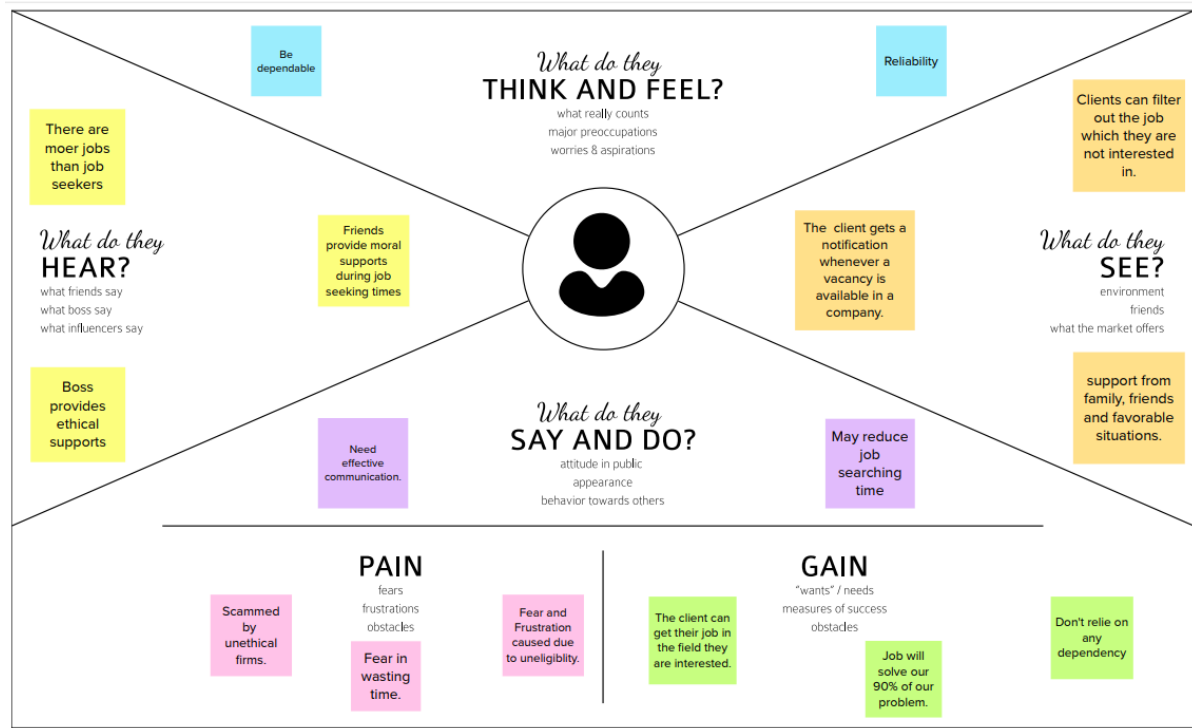 Be
dependable
What do they
THINK AND FEEL?
what really counts
major preoccupations
worries & aspirations
Reliability
There are
moer jobs
than job
seekers
What do they
HEAR?
what friends say
what boss say
what influencers say
Friends
provide moral
supports
during job
seeking times
Boss
provides
ethical
supports
Clients can filter
out the job
which they are
not interested
in.
The client gets a
notification
whenever a
vacancy is
available in a
company.
What do they
SEE?
environment
friends
what the market offers
support from
family, friends
and favorable
situations.
Need
effective
communication.
What do they
SAY AND DO?
attitude in public
appearance
behavior towards others
May reduce
job
searching
time
PAIN
fears
frustrations
obstacles
Scammed
by
unethical
firms.
Fear in
wasting
time.
Fear and
Frustration
caused due
to uneligiblity.
GAIN
"wants" / needs
measures of success
obstacles
The client can
get their job in
the field they
are interested.
Job will
solve our
90% of our
problem.
Don't relie on
any
dependency